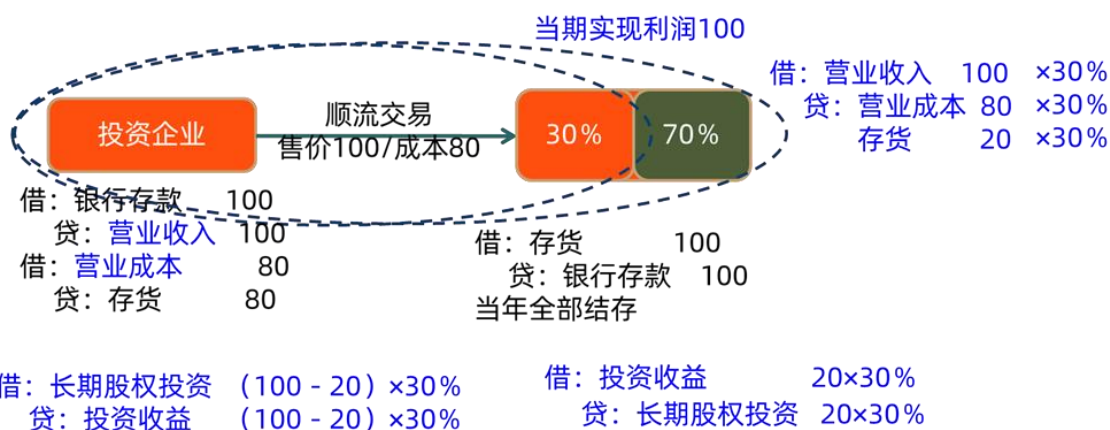 当期实现利润100
借：营业收入 100 ×30%
贷：营业成本 80 ×30%
存货 20 ×30%
投资企业
顺流交易
售价100/成本80
30%
70%
借：银行存款 100
贷：营业收入 100
借：营业成本 80
贷：存货 80
借：存货 100
贷：银行存款 100
当年全部结存
借：长期股权投资 （100 - 20）×30%
贷：投资收益 （100 - 20）×30%
借：投资收益 20×30%
贷：长期股权投资 20×30%